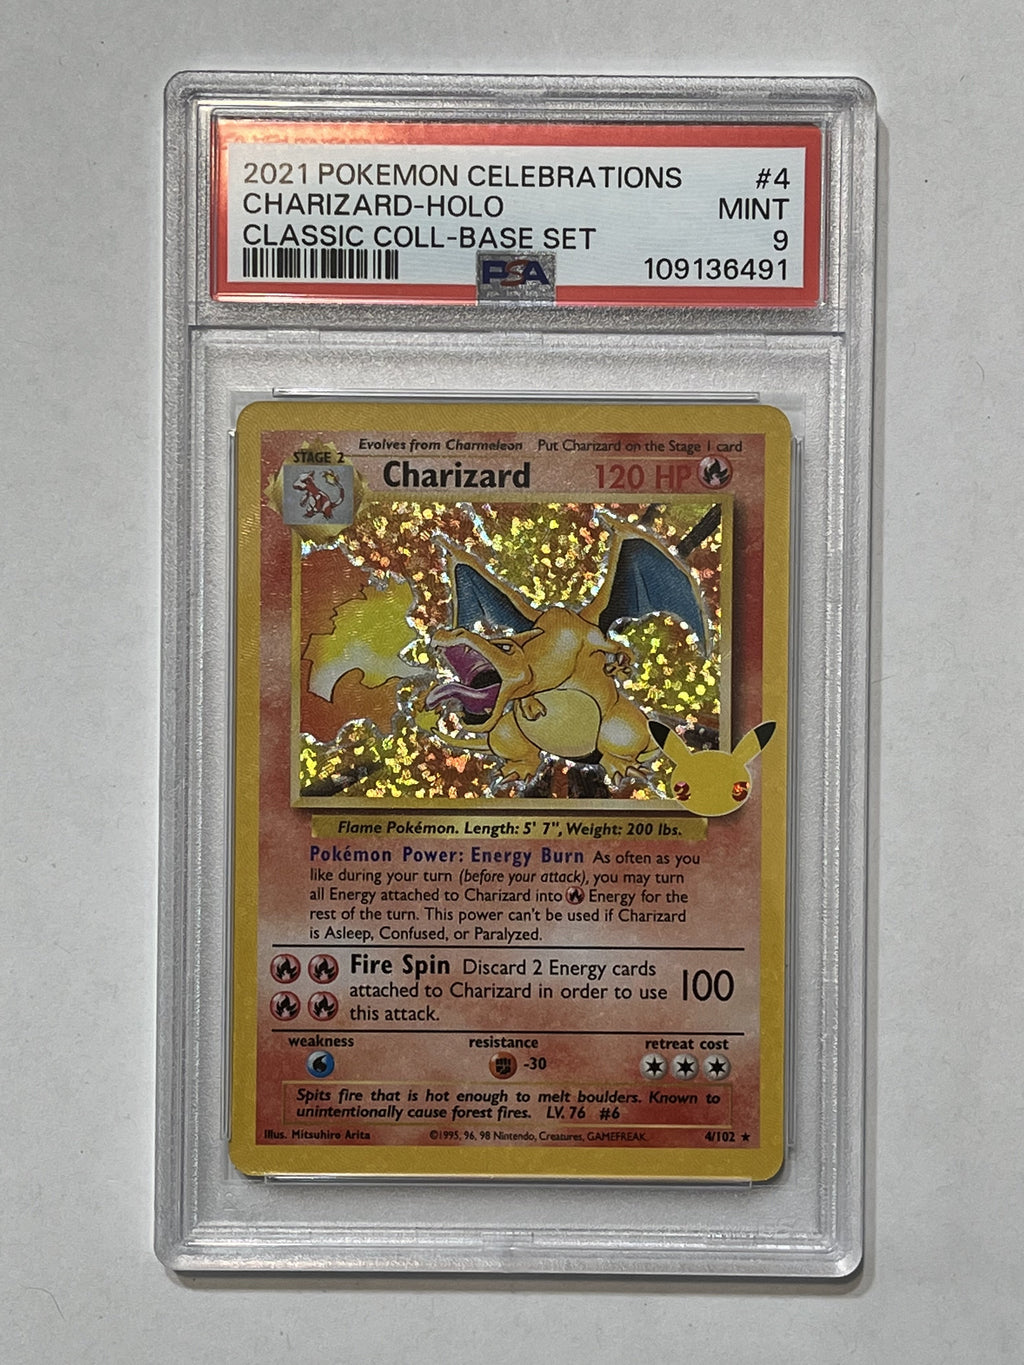 2021 POKEMON CELEBRATIONS #4
CHARIZARD-HOLO MINT
CLASSIC COLL-BASE SET 9
PSA 109136491
Evolves from Charmeleon Put Charizard on the Stage 1 card
STAGE 2
Charizard 120 HP
Flame Pokémon. Length: 5' 7", Weight: 200 lbs.
Pokémon Power: Energy Burn As often as you
like during your turn (before your attack), you may turn
all Energy attached to Charizard into Energy for the
rest of the turn. This power can't be used if Charizard
is Asleep, Confused, or Paralyzed.
Fire Spin Discard 2 Energy cards
attached to Charizard in order to use 100
this attack.
weakness resistance retreat cost
-30
Spits fire that is hot enough to melt boulders. Known to
unintentionally cause forest fires. LV. 76 #6
Illus. Mitsuhiro Arita ©1995, 96, 98 Nintendo, Creatures, GAMEFREAK. 4/102 ★